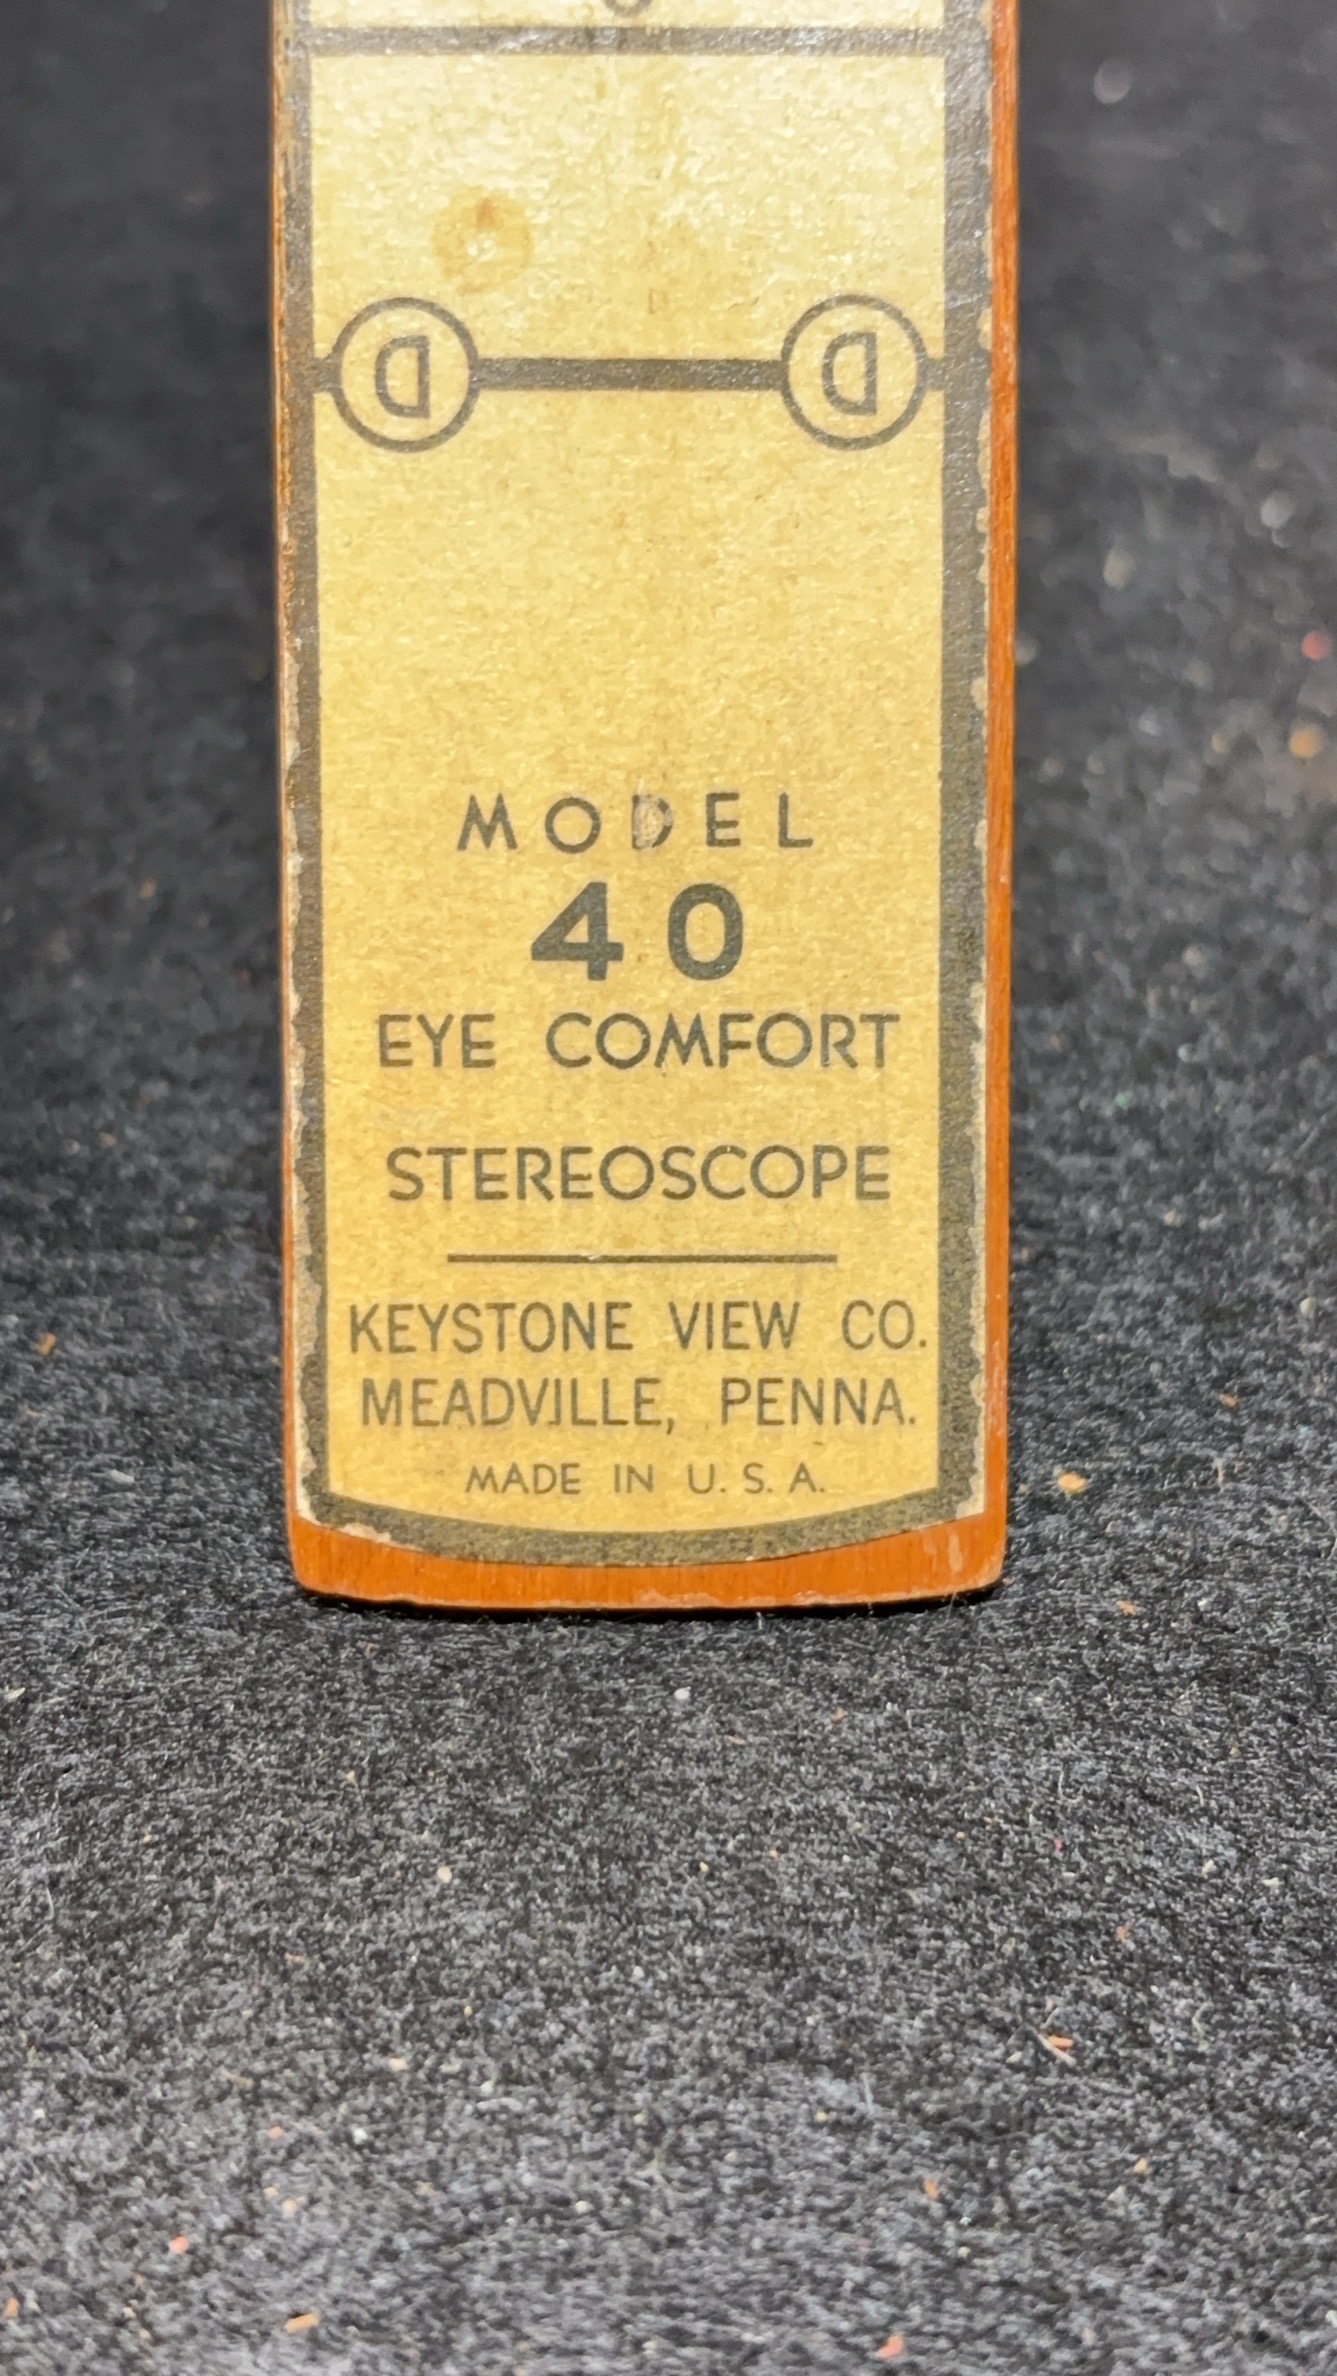 D D
MODEL
40
EYE COMFORT
STEREOSCOPE
KEYSTONE VIEW CO.
MEADVILLE, PENNA.
MADE IN U. S. A.